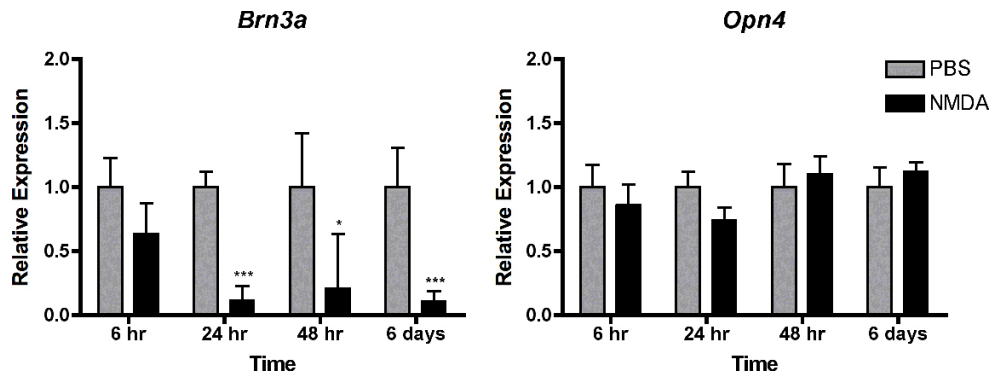 Brn3a
Relative Expression
2.0
1.5
1.0
0.5
0.0
***
*
***
6 hr
24 hr
48 hr
6 days
Time
Opn4
Relative Expression
2.0
1.5
1.0
0.5
0.0
6 hr
24 hr
48 hr
6 days
Time
PBS
NMDA